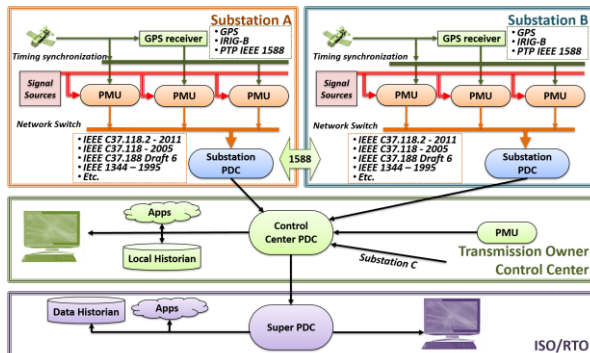 Substation A
GPS receiver
• GPS
• IRIG-B
• PTP IEEE 1588
Timing synchronization
Signal
Sources
PMU
PMU
PMU
Network Switch
• IEEE C37.118.2 - 2011
• IEEE C37.118 - 2005
• IEEE C37.188 Draft 6
• IEEE 1344 – 1995
• Etc.
Substation
PDC
1588
Substation B
GPS receiver
• GPS
• IRIG-B
• PTP IEEE 1588
Timing synchronization
Signal
Sources
PMU
PMU
PMU
Network Switch
• IEEE C37.118.2 - 2011
• IEEE C37.118 - 2005
• IEEE C37.188 Draft 6
• IEEE 1344 – 1995
• Etc.
Substation
PDC
Apps
Local Historian
Control
Center PDC
PMU
Substation C
Transmission Owner
Control Center
Data Historian
Apps
Super PDC
ISO/RTO